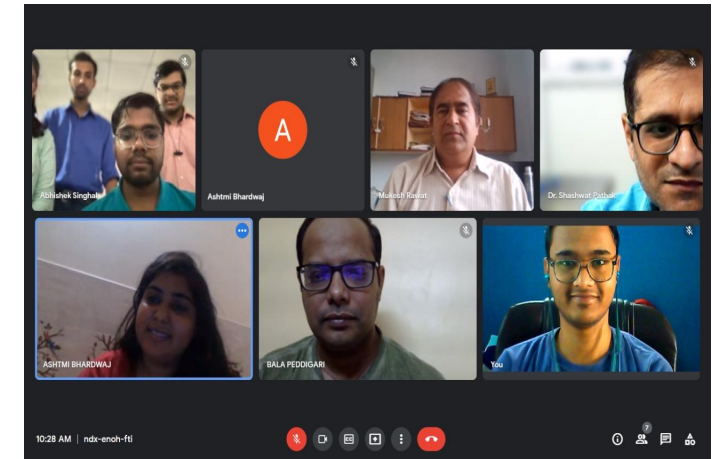 Abhishek Singhal
A
Ashtmi Bhardwaj
Mukesh Rawat
Dr. Shashwat Pathak
ASHTMI BHARDWAJ
BALA PEDDIGARI
You
10:28 AM | ndx-enoh-fti
CC
7